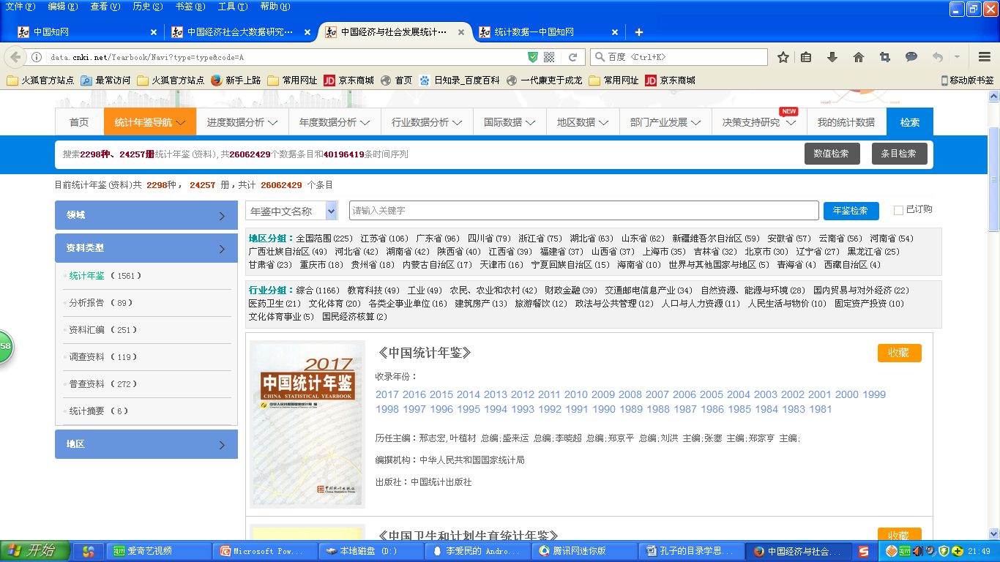 文件(F) 编辑(E) 查看(V) 历史(S) 书签(B) 工具(T) 帮助(H)
中国知网 中国经济社会大数据研究… 中国经济与社会发展统计… 统计数据—中国知网
data.cnki.net/Yearbook/Navi?type=type&code=A 百度 <Ctrl+K>
火狐官方站点 最常访问 火狐官方站点 新手上路 常用网址 JD 京东商城 首页 日知录_百度百科 一代廉吏于成龙 常用网址 JD 京东商城 移动版书签
首页 统计年鉴导航 进度数据分析 年度数据分析 行业数据分析 国际数据 地区数据 部门产业发展 决策支持研究 NEW 我的统计数据 检索
搜索2298种、24257册统计年鉴(资料),共26062429个数据条目和40196419条时间序列 数值检索 条目检索
目前统计年鉴(资料)共 2298种， 24257 册,共计 26062429 个条目
领域
资料类型
统计年鉴 （1561）
分析报告 （89）
资料汇编 （251）
调查资料 （119）
普查资料 （272）
统计摘要 （6）
地区
年鉴中文名称 请输入关键字 年鉴检索 已订购
地区分组：全国范围(225) 江苏省(106) 广东省(96) 四川省(79) 浙江省(75) 湖北省(63) 山东省(62) 新疆维吾尔自治区(59) 安徽省(57) 云南省(56) 河南省(54)
广西壮族自治区(49) 河北省(42) 湖南省(42) 陕西省(40) 江西省(39) 福建省(37) 山西省(37) 上海市(35) 吉林省(32) 北京市(30) 辽宁省(27) 黑龙江省(25)
甘肃省(23) 重庆市(18) 贵州省(18) 内蒙古自治区(17) 天津市(16) 宁夏回族自治区(15) 海南省(10) 世界与其他国家与地区(5) 青海省(4) 西藏自治区(4)
行业分组：综合(1166) 教育科技(49) 工业(49) 农民、农业和农村(42) 财政金融(39) 交通邮电信息产业(34) 自然资源、能源与环境(28) 国内贸易与对外经济(22)
医药卫生(21) 文化体育(20) 各类企事业单位(16) 建筑房产(13) 旅游餐饮(12) 政法与公共管理(12) 人口与人力资源(11) 人民生活与物价(10) 固定资产投资(10)
文化体育事业(5) 国民经济核算(2)
2017
中国统计年鉴
CHINA STATISTICAL YEARBOOK
中华人民共和国国家统计局 编
中国统计出版社
China Statistics Press
《中国统计年鉴》 收藏
收录年份：
2017 2016 2015 2014 2013 2012 2011 2010 2009 2008 2007 2006 2005 2004 2003 2002 2001 2000 1999
1998 1997 1996 1995 1994 1993 1992 1991 1990 1989 1988 1987 1986 1985 1984 1983 1981
历任主编：邢志宏,叶植材 总编;盛来运 总编;李晓超 总编;郑京平 总编;刘洪 主编;张塞 主编;郑家亨 主编;
编撰机构：中华人民共和国国家统计局
出版社：中国统计出版社
《中国卫生和计划生育统计年鉴》 收藏
58
开始 爱奇艺视频 Microsoft Pow... 本地磁盘 (D:) 李爱民的 Andro... 腾讯网迷你版 孔子的目录学思... 中国经济与社会... 21:49